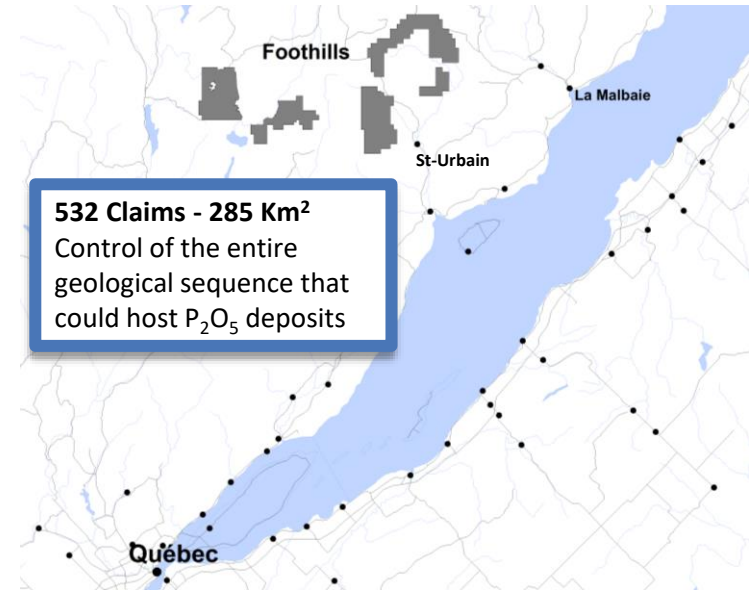 Foothills
La Malbaie
St-Urbain
532 Claims - 285 Km²
Control of the entire
geological sequence that
could host P₂O₅ deposits
Québec